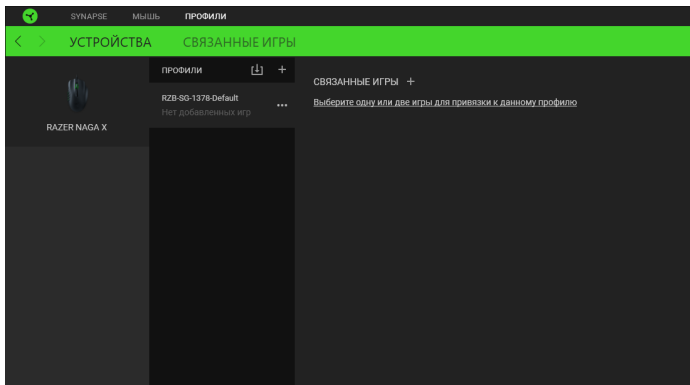 SYNAPSE МЫШЬ ПРОФИЛИ
УСТРОЙСТВА СВЯЗАННЫЕ ИГРЫ
ПРОФИЛИ
СВЯЗАННЫЕ ИГРЫ +
RZB-SG-1378-Default
Нет добавленных игр
Выберите одну или две игры для привязки к данному профилю
RAZER NAGA X